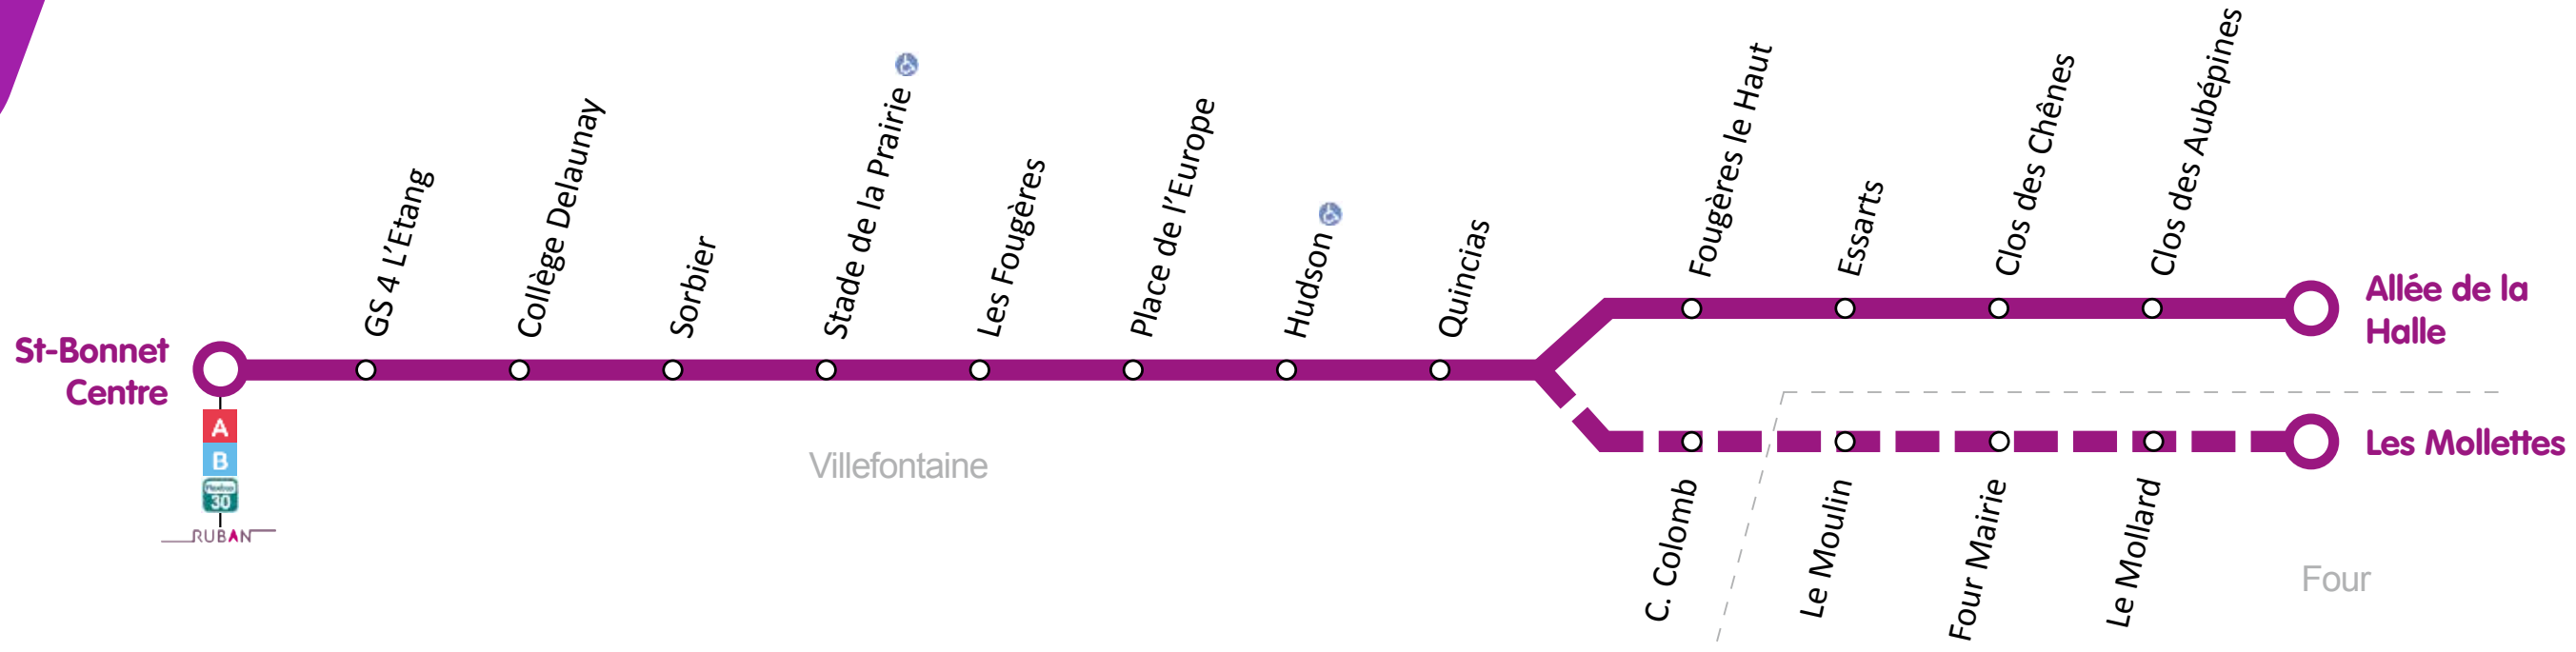 St-Bonnet
Centre
A
B
30
RUBAN
GS 4 L'Etang
Collège Delaunay
Sorbier
Stade de la Prairie
Les Fougères
Place de l'Europe
Hudson
Quincias
Fougères le Haut
Essarts
Clos des Chênes
Clos des Aubépines
Allée de la
Halle
C. Colomb
Le Moulin
Four Mairie
Le Mollard
Les Mollettes
Villefontaine
Four